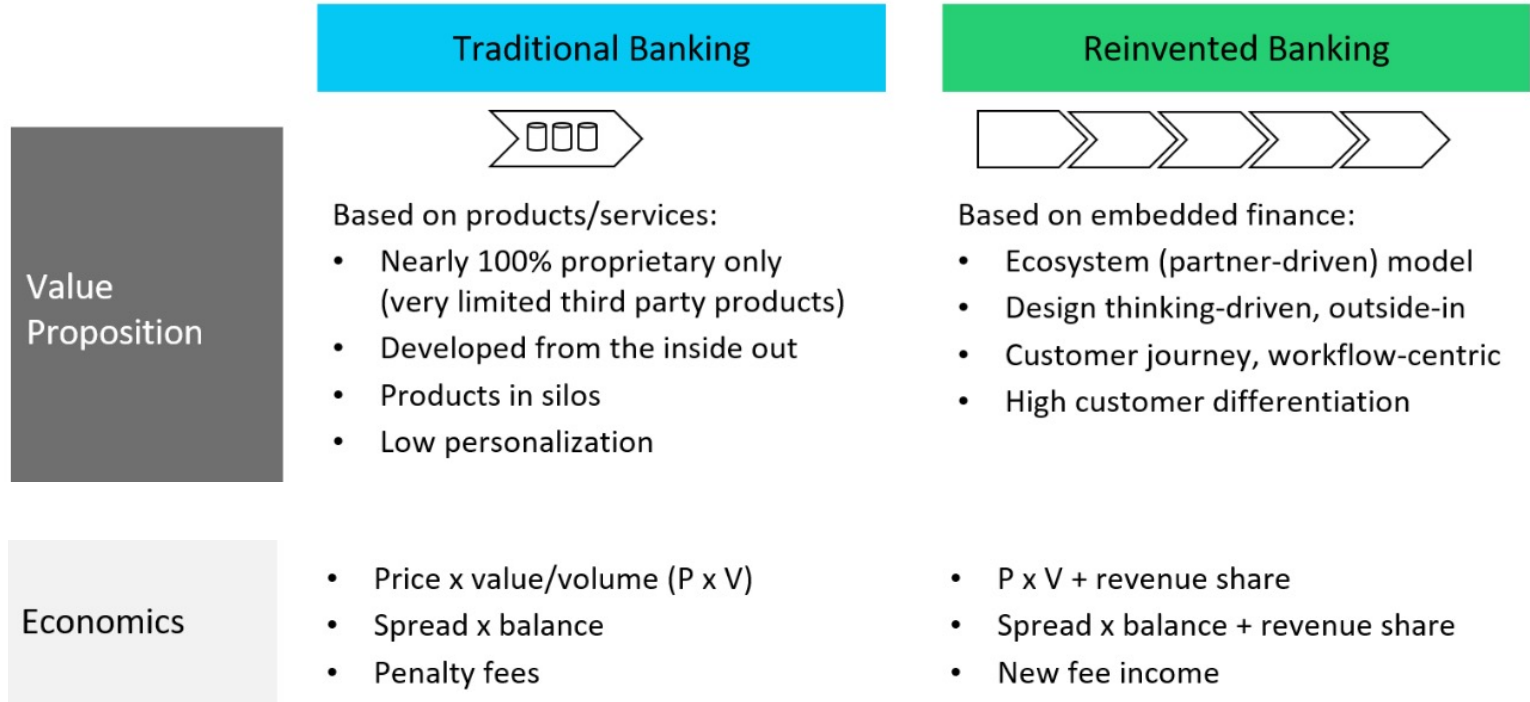 Traditional Banking
Reinvented Banking
Value
Proposition
Based on products/services:
• Nearly 100% proprietary only
(very limited third party products)
• Developed from the inside out
• Products in silos
• Low personalization
Based on embedded finance:
• Ecosystem (partner-driven) model
• Design thinking-driven, outside-in
• Customer journey, workflow-centric
• High customer differentiation
Economics
• Price x value/volume (P x V)
• Spread x balance
• Penalty fees
• P x V + revenue share
• Spread x balance + revenue share
• New fee income